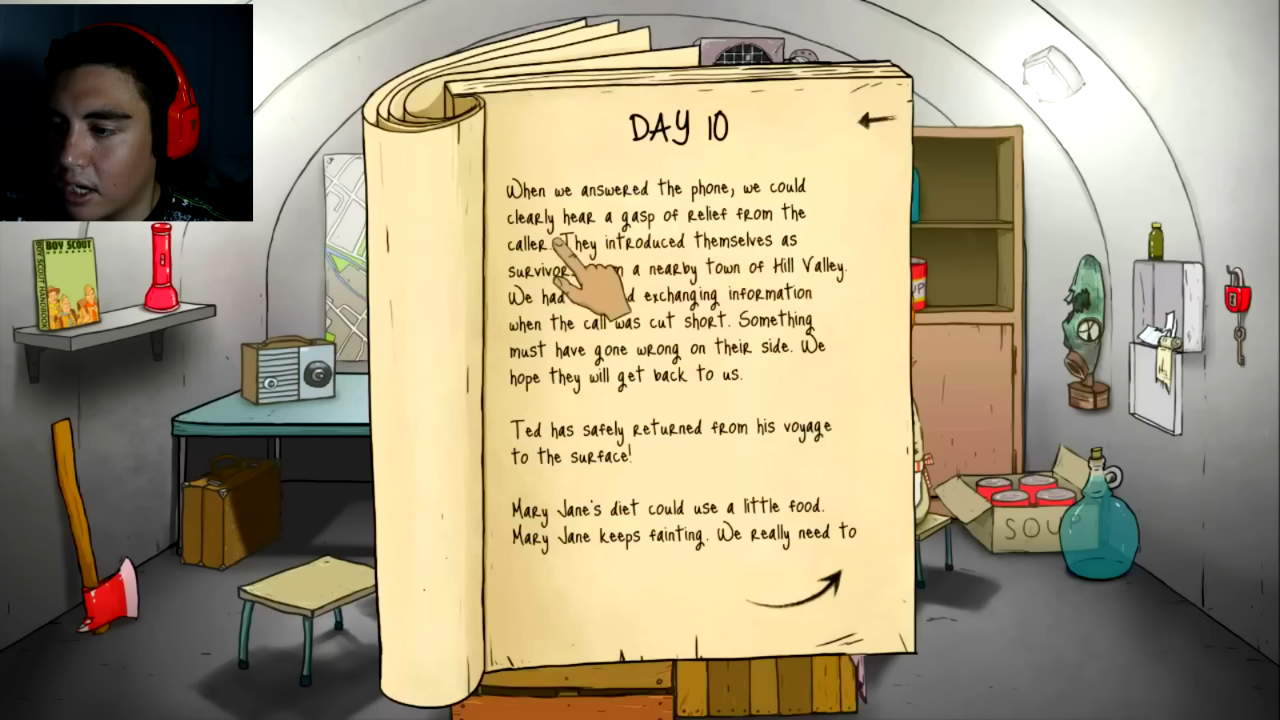 DAY 10
When we answered the phone, we could
clearly hear a gasp of relief from the
caller. They introduced themselves as
a nearby town of Hill Valley.
We had exchanging information
when the call was cut short. Something
must have gone wrong on their side. We
hope they will get back to us.
Ted has safely returned from his voyage
to the surface!
Mary Jane's diet could use a little food.
Mary Jane keeps fainting. We really need to
BOY SCOUT
BOY SCOUT HANDBOOK
SOUP